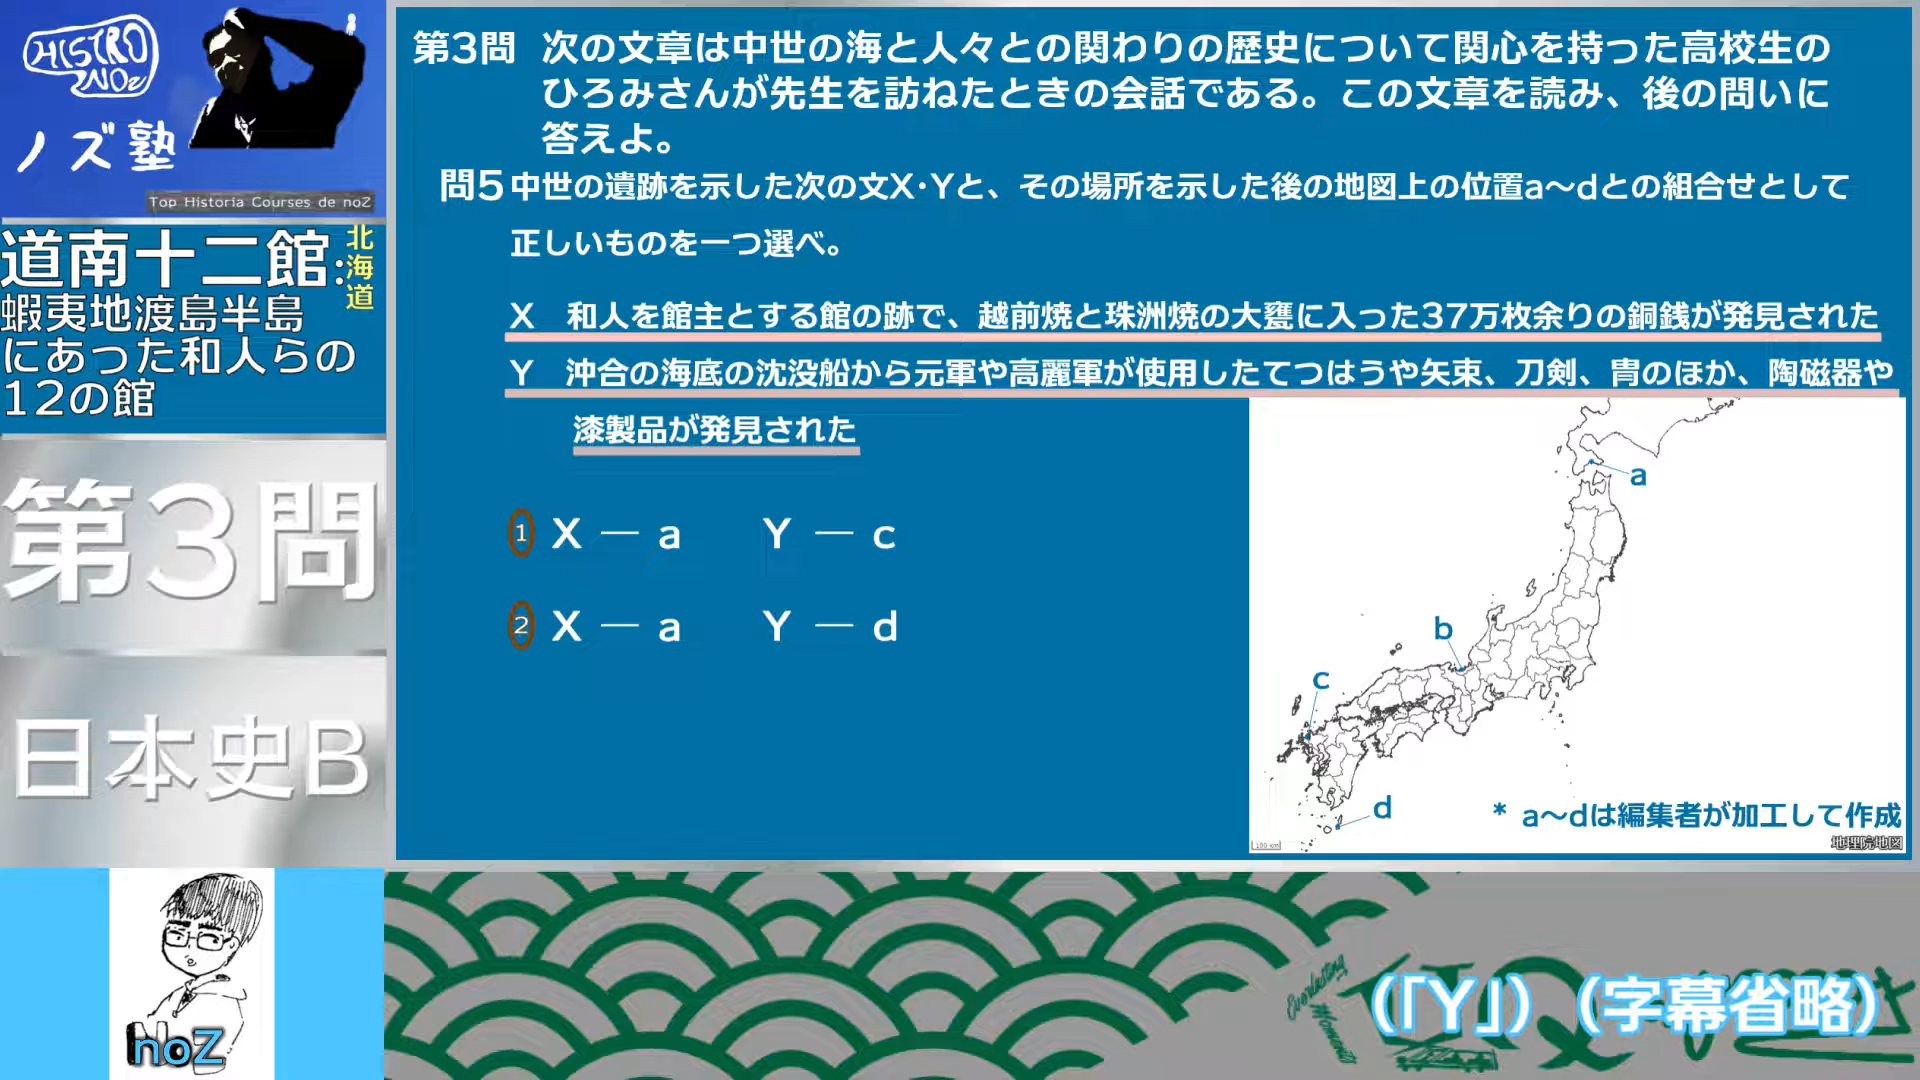 HISTRO
NOZ
ノズ塾
Top Historia Courses de noZ
道南十二館:北海道
蝦夷地渡島半島
にあった和人らの
12の館
第3問
日本史B
noZ
第3問 次の文章は中世の海と人々との関わりの歴史について関心を持った高校生の
ひろみさんが先生を訪ねたときの会話である。この文章を読み、後の問いに
答えよ。
問5 中世の遺跡を示した次の文X・Yと、その場所を示した後の地図上の位置a～dとの組合せとして
正しいものを一つ選べ。
X 和人を館主とする館の跡で、越前焼と珠洲焼の大甕に入った37万枚余りの銅銭が発見された
Y 沖合の海底の沈没船から元軍や高麗軍が使用したてつはうや矢束、刀剣、冑のほか、陶磁器や
漆製品が発見された
① X ― a Y ― c
② X ― a Y ― d
a
b
c
d
* a～dは編集者が加工して作成
100 km
地理院地図
Everlasting
(｢Y｣) (字幕省略)